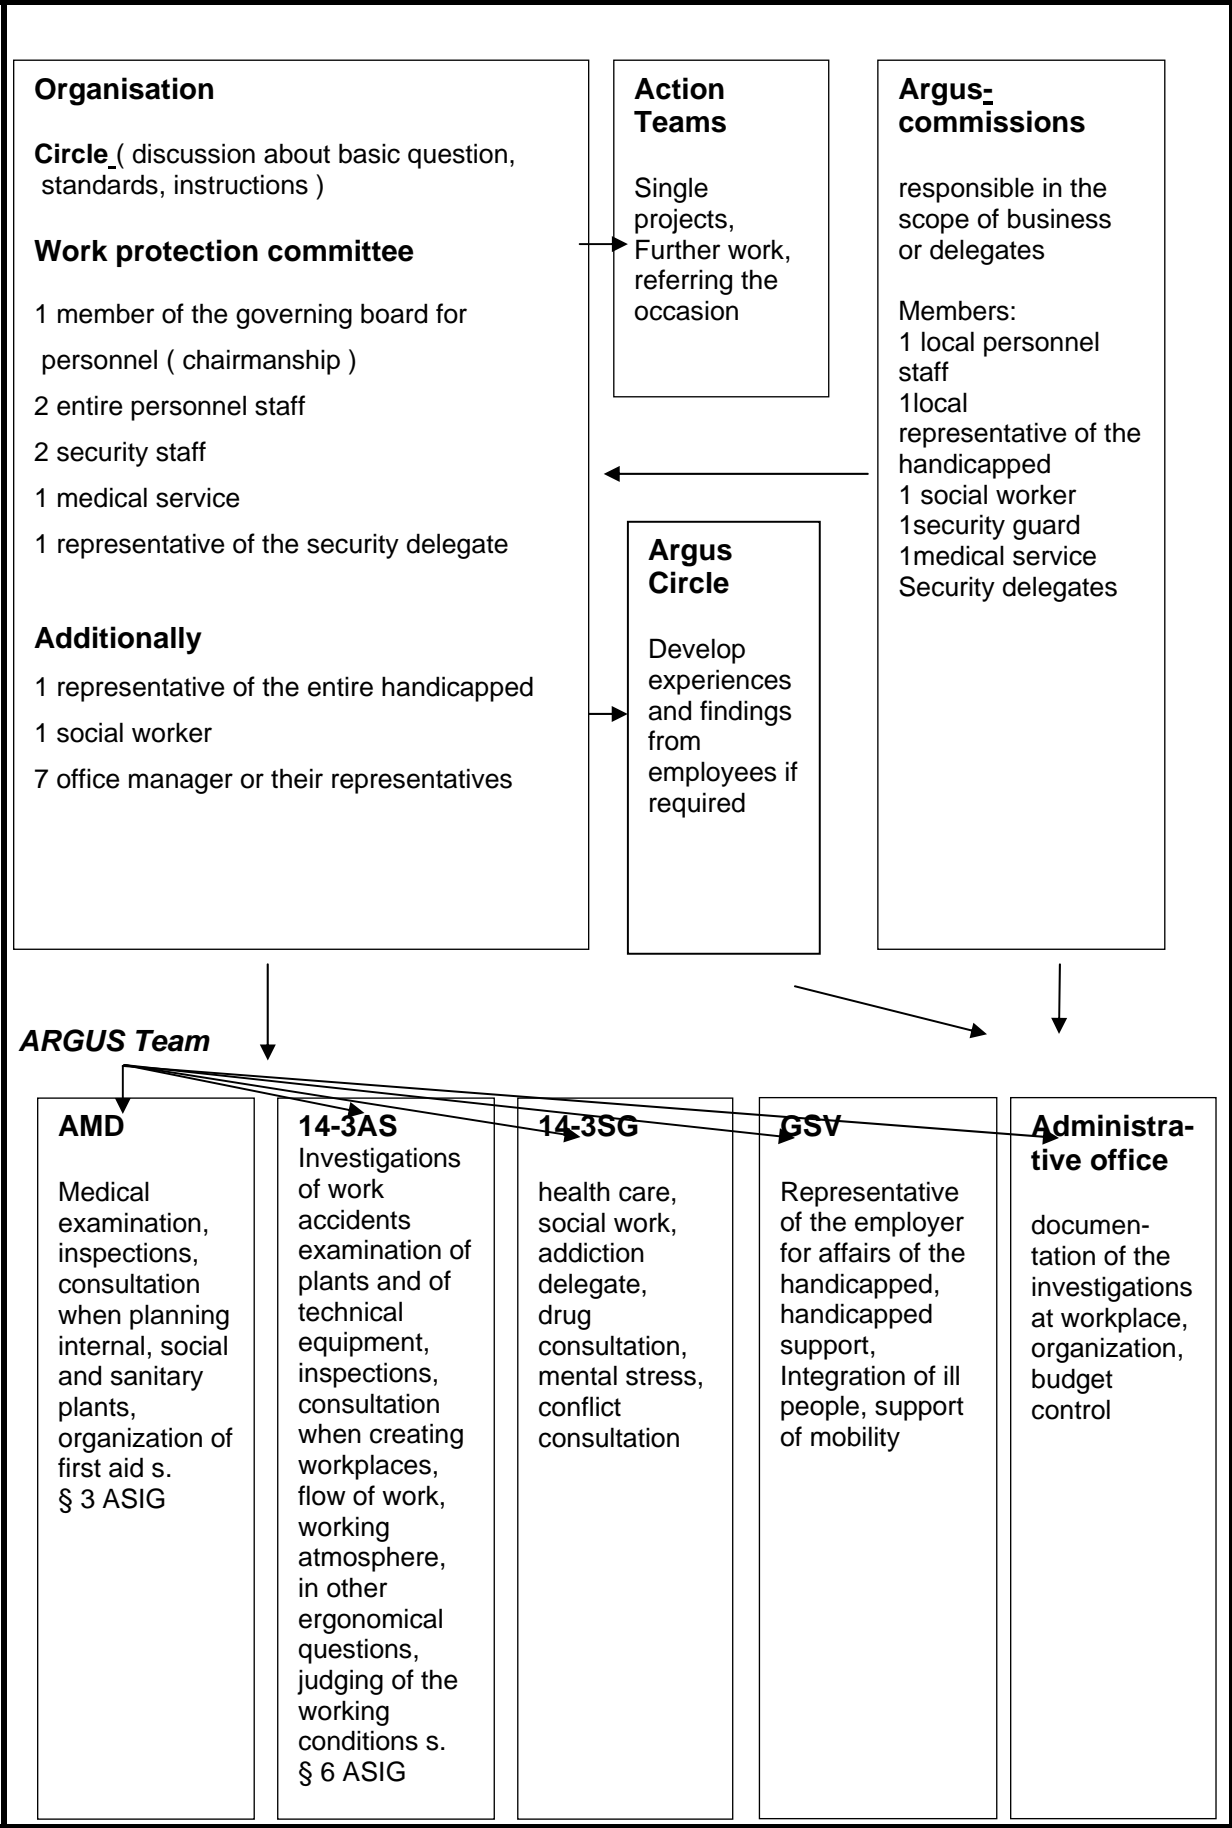 Organisation
Circle ( discussion about basic question,
standards, instructions )
Work protection committee
1 member of the governing board for
personnel ( chairmanship )
2 entire personnel staff
2 security staff
1 medical service
1 representative of the security delegate
Additionally
1 representative of the entire handicapped
1 social worker
7 office manager or their representatives
Action
Teams
Single
projects,
Further work,
referring the
occasion
Argus
Circle
Develop
experiences
and findings
from
employees if
required
Argus-
commissions
responsible in the
scope of business
or delegates
Members:
1 local personnel
staff
1local
representative of the
handicapped
1 social worker
1security guard
1medical service
Security delegates
ARGUS Team
AMD
Medical
examination,
inspections,
consultation
when planning
internal, social
and sanitary
plants,
organization of
first aid s.
§ 3 ASIG
14-3AS
Investigations
of work
accidents
examination of
plants and of
technical
equipment,
inspections,
consultation
when creating
workplaces,
flow of work,
working
atmosphere,
in other
ergonomical
questions,
judging of the
working
conditions s.
§ 6 ASIG
14-3SG
health care,
social work,
addiction
delegate,
drug
consultation,
mental stress,
conflict
consultation
GSV
Representative
of the employer
for affairs of the
handicapped,
handicapped
support,
Integration of ill
people, support
of mobility
Administra-
tive office
documen-
tation of the
investigations
at workplace,
organization,
budget
control